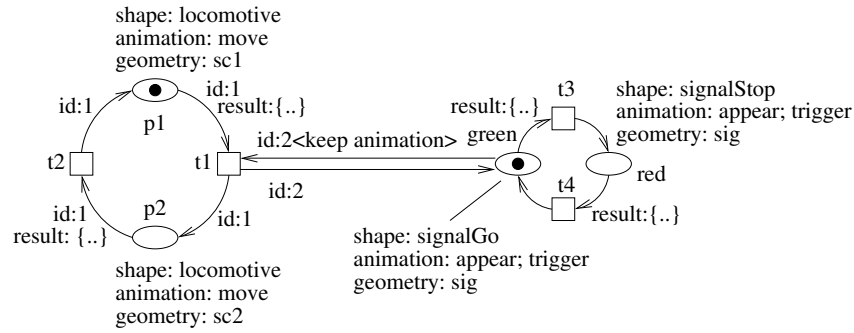 shape: locomotive
animation: move
geometry: sc1
id:1
id:1
result:{..}
p1
t2
t1
p2
id:1
result: {..}
id:1
shape: locomotive
animation: move
geometry: sc2
id:2<keep animation>
id:2
t3
result:{..}
green
shape: signalStop
animation: appear; trigger
geometry: sig
red
t4
result:{..}
shape: signalGo
animation: appear; trigger
geometry: sig